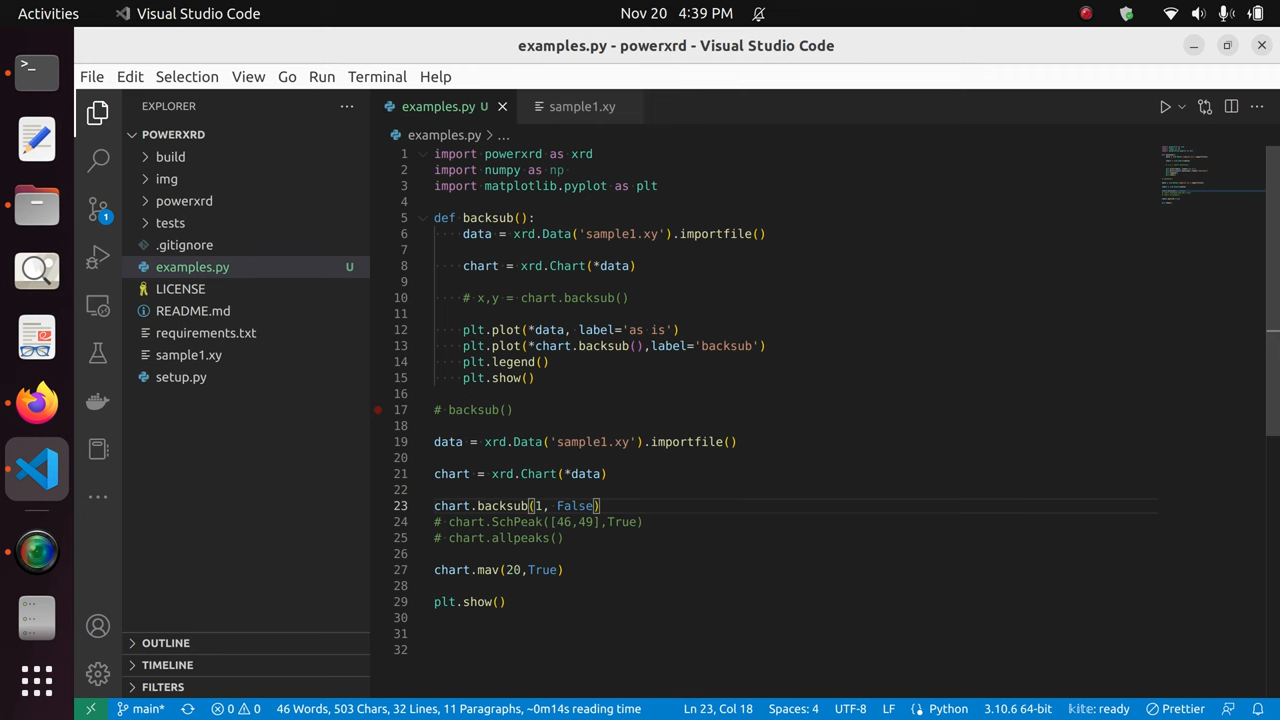 Activities
Visual Studio Code
Nov 20 4:39 PM
examples.py - powerxrd - Visual Studio Code
File Edit Selection View Go Run Terminal Help
EXPLORER
examples.py U
sample1.xy
POWERXRD
examples.py
build
img
powerxrd
tests
.gitignore
examples.py U
LICENSE
README.md
requirements.txt
sample1.xy
setup.py
1
OUTLINE
TIMELINE
FILTERS
1 import powerxrd as xrd
2 import numpy as np
3 import matplotlib.pyplot as plt
4
5 def backsub():
6 data = xrd.Data('sample1.xy').importfile()
7
8 chart = xrd.Chart(*data)
9
10 # x,y = chart.backsub()
11
12 plt.plot(*data, label='as is')
13 plt.plot(*chart.backsub(),label='backsub')
14 plt.legend()
15 plt.show()
16
17 # backsub()
18
19 data = xrd.Data('sample1.xy').importfile()
20
21 chart = xrd.Chart(*data)
22
23 chart.backsub(1, False)
24 # chart.SchPeak([46,49],True)
25 # chart.allpeaks()
26
27 chart.mav(20,True)
28
29 plt.show()
30
31
32
main* 0 0 46 Words, 503 Chars, 32 Lines, 11 Paragraphs, ~0m14s reading time Ln 23, Col 18 Spaces: 4 UTF-8 LF Python 3.10.6 64-bit kite: ready Prettier